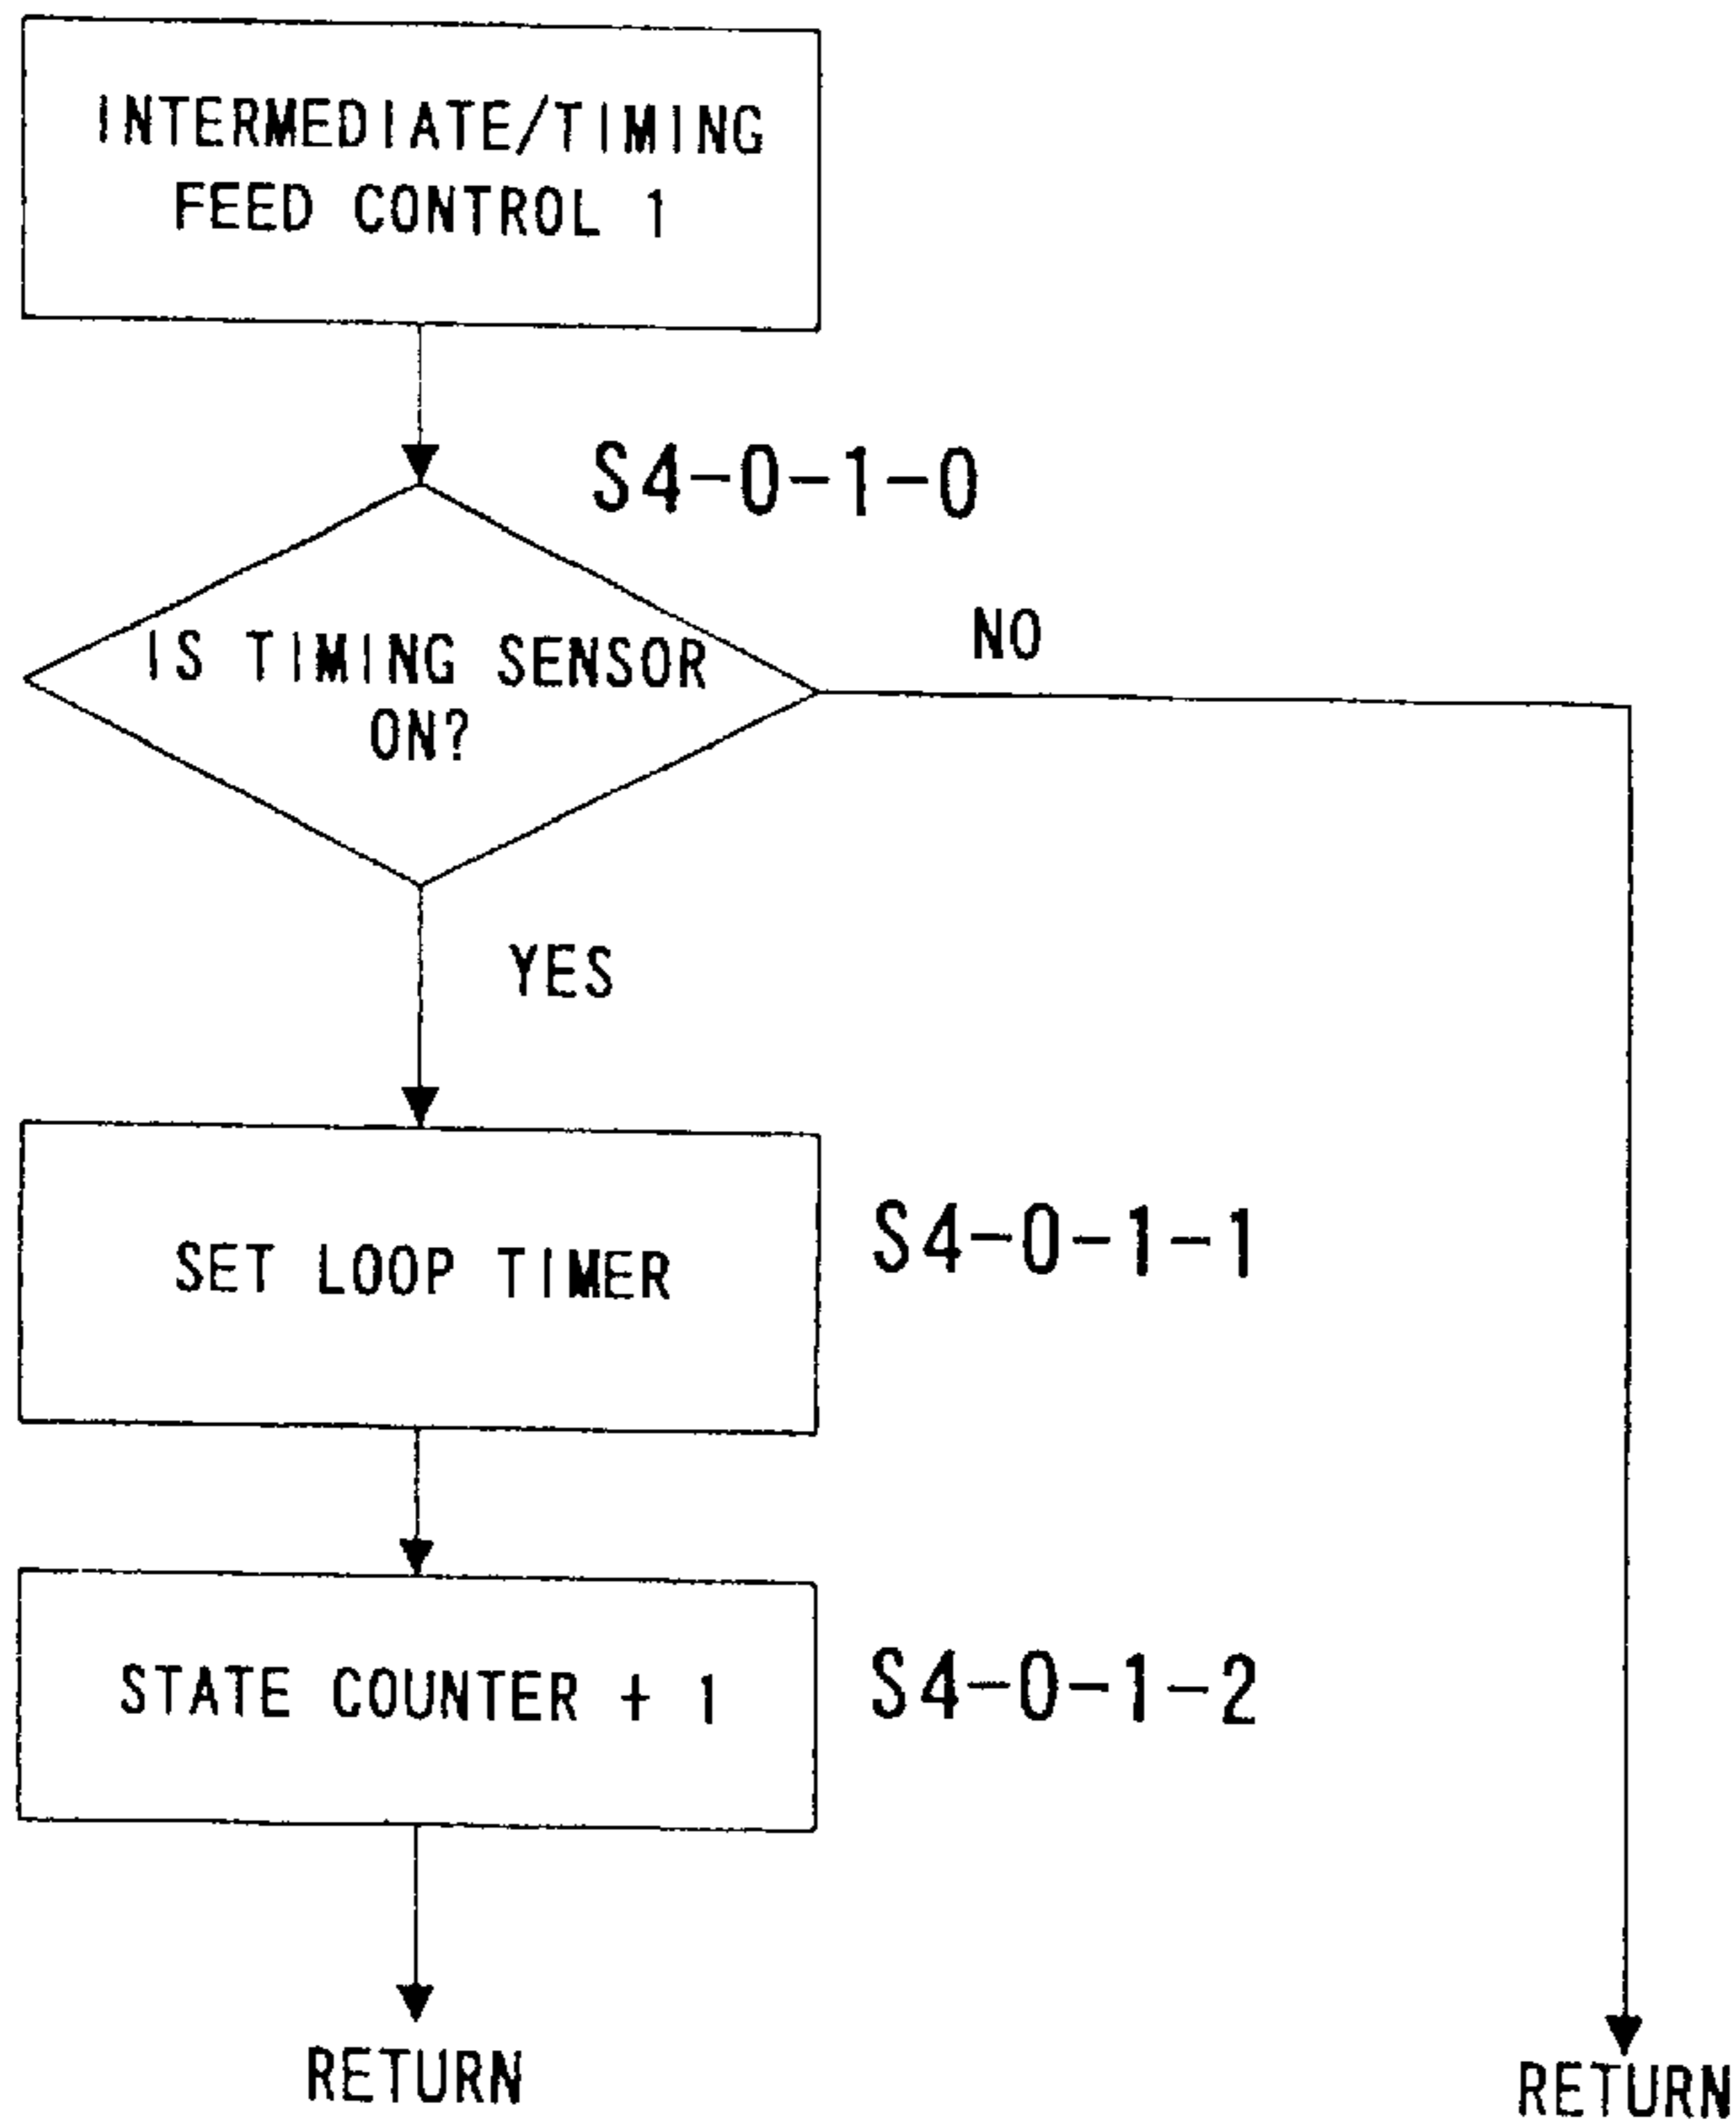 INTERMEDIATE/TIMING
FEED CONTROL 1
S4-0-1-0
IS TIMING SENSOR
ON?
NO
YES
SET LOOP TIMER
S4-0-1-1
STATE COUNTER + 1
S4-0-1-2
RETURN
RETURN